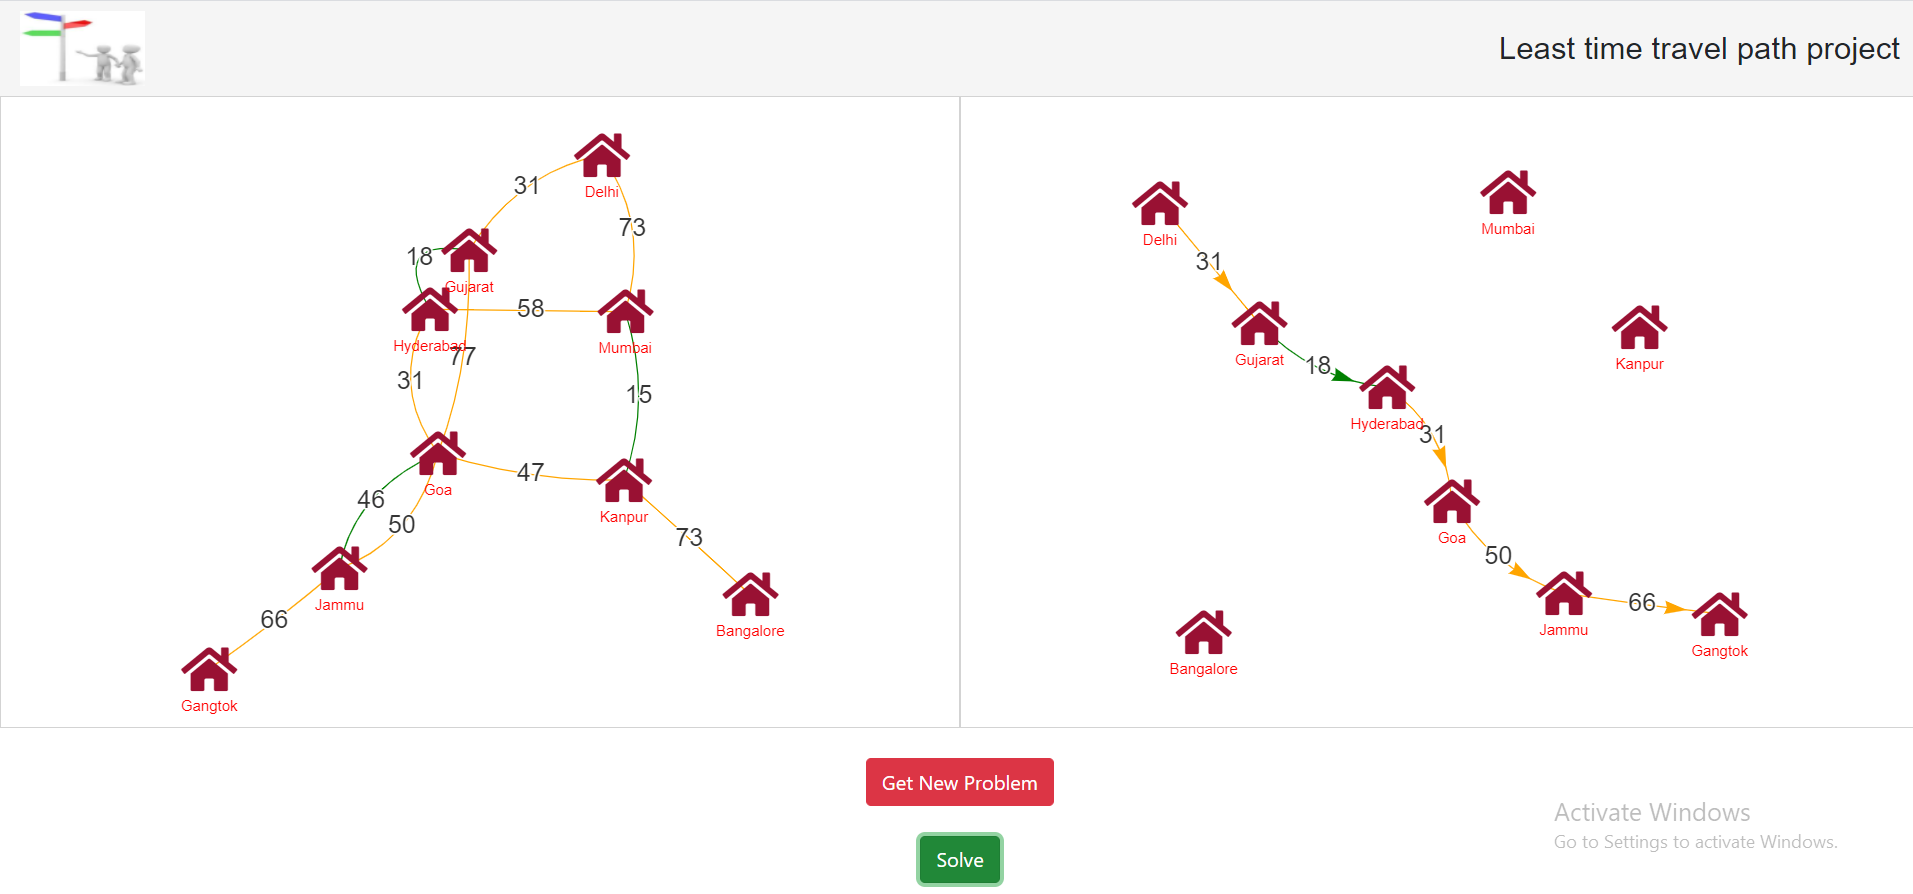 Least time travel path project
Delhi
31
73
18
Gujarat
58
Hyderabad
Mumbai
77
31
15
Goa
47
46
50
Kanpur
73
Jammu
66
Bangalore
Gangtok
Delhi
Mumbai
31
Gujarat
18
Kanpur
Hyderabad
31
Goa
50
Jammu
66
Gangtok
Bangalore
Get New Problem
Solve
Activate Windows
Go to Settings to activate Windows.